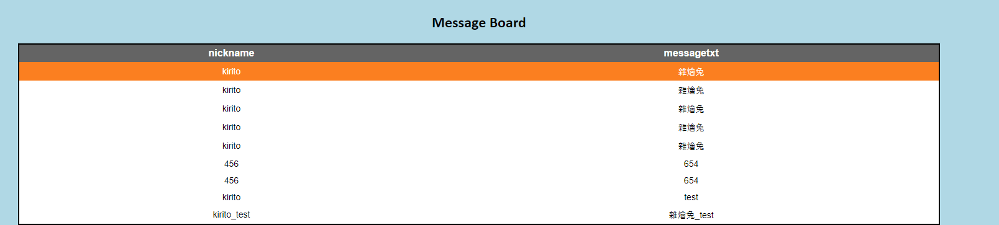 Message Board
nickname messagetxt
kirito 雜燴兔
kirito 雜燴兔
kirito 雜燴兔
kirito 雜燴兔
kirito 雜燴兔
456 654
456 654
kirito test
kirito_test 雜燴兔_test